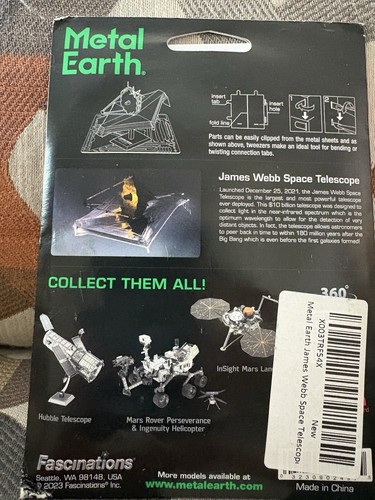 Metal
Earth®
insert
tab
insert
hole
fold line
Parts can be easily clipped from the metal sheets and as
shown above, tweezers make an ideal tool for bending or
twisting connection tabs.
James Webb Space Telescope
Launched December 25, 2021, the James Webb Space
Telescope is the largest and most powerful telescope
ever deployed. This $10 billion telescope was designed to
collect light in the near-infrared spectrum which is the
optimum wavelength to allow for the detection of very
distant objects. In fact, the telescope allows astronomers
to peer back in time to within 180 million years after the
Big Bang which is even before the first galaxies formed!
COLLECT THEM ALL!
360°
InSight Mars Lan
Hubble Telescope
Mars Rover Perseverance
& Ingenuity Helicopter
X003TRF54X
Metal Earth James Webb Space Telescope
New
Fascinations®
Seattle, WA 98148, USA
© 2023 Fascinations® Inc.
More models available at
www.metalearth.com
Made in China